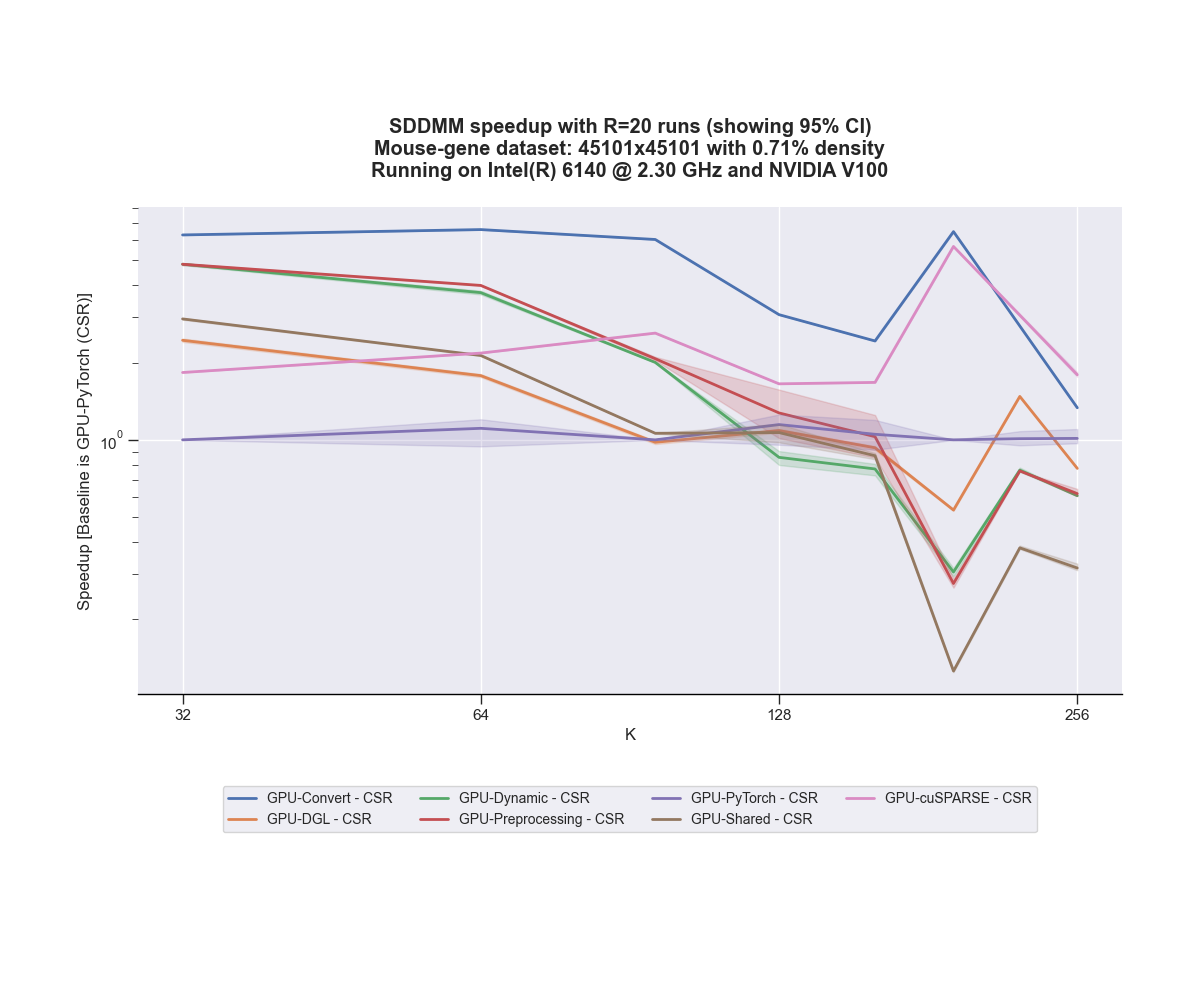 SDDMM speedup with R=20 runs (showing 95% CI)
Mouse-gene dataset: 45101x45101 with 0.71% density
Running on Intel(R) 6140 @ 2.30 GHz and NVIDIA V100
Speedup [Baseline is GPU-PyTorch (CSR)]
10^0
32 64 128 256
K
GPU-Convert - CSR GPU-Dynamic - CSR GPU-PyTorch - CSR GPU-cuSPARSE - CSR
GPU-DGL - CSR GPU-Preprocessing - CSR GPU-Shared - CSR